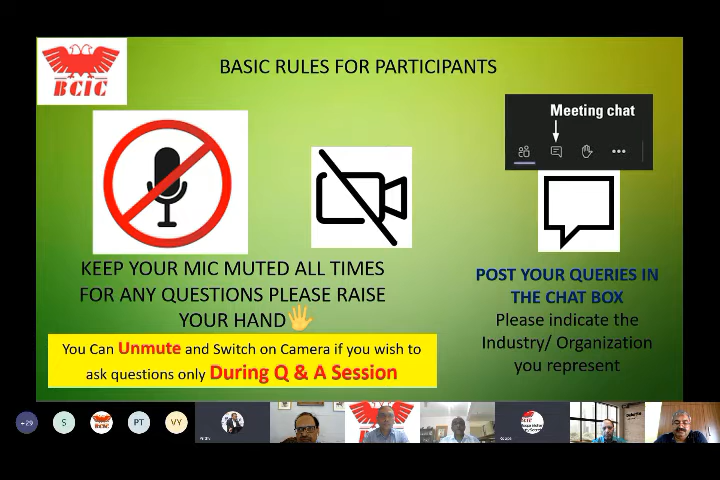 BCIC
BASIC RULES FOR PARTICIPANTS
Meeting chat
KEEP YOUR MIC MUTED ALL TIMES
FOR ANY QUESTIONS PLEASE RAISE
YOUR HAND
You Can Unmute and Switch on Camera if you wish to
ask questions only During Q & A Session
POST YOUR QUERIES IN
THE CHAT BOX
Please indicate the
Industry/ Organization
you represent
+29
S
BCIC
PT
VY